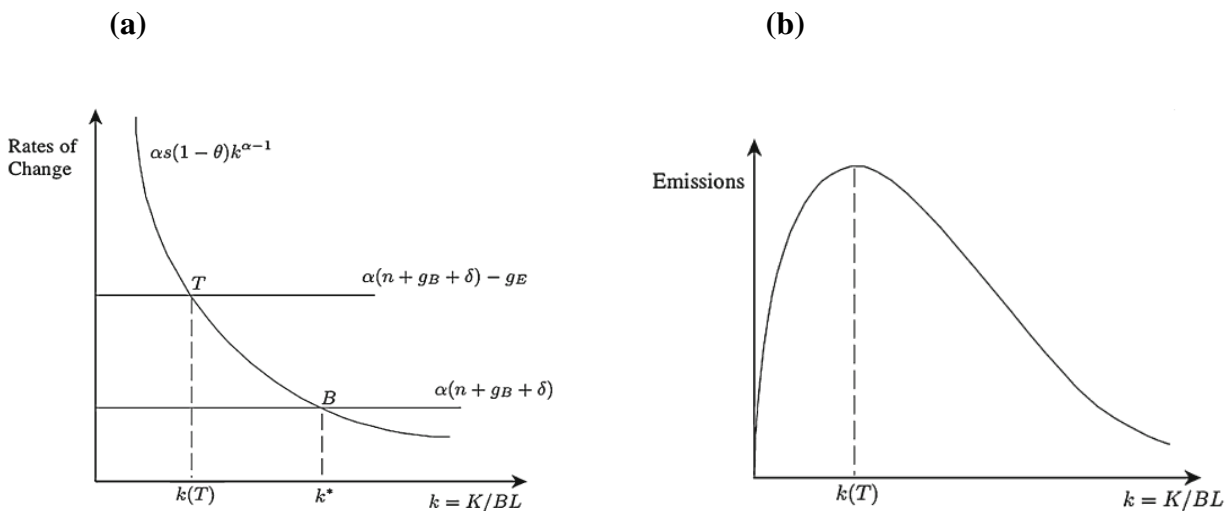 (a)
Rates of
Change
αs(1 − θ)k^{α−1}
T
α(n + g_B + δ) − g_E
B
α(n + g_B + δ)
k(T)
k*
k = K/BL
(b)
Emissions
k(T)
k = K/BL